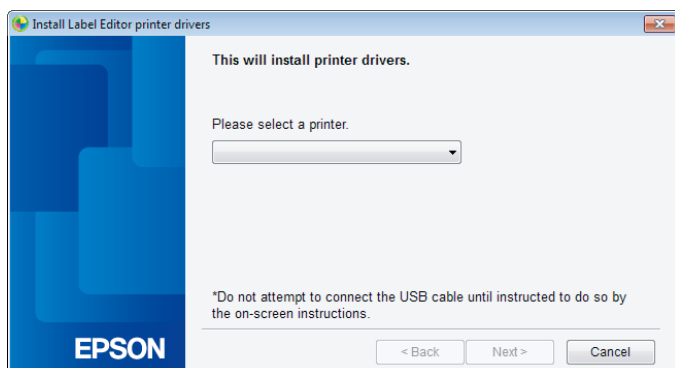 Install Label Editor printer drivers
This will install printer drivers.
Please select a printer.
*Do not attempt to connect the USB cable until instructed to do so by
the on-screen instructions.
EPSON
< Back
Next >
Cancel